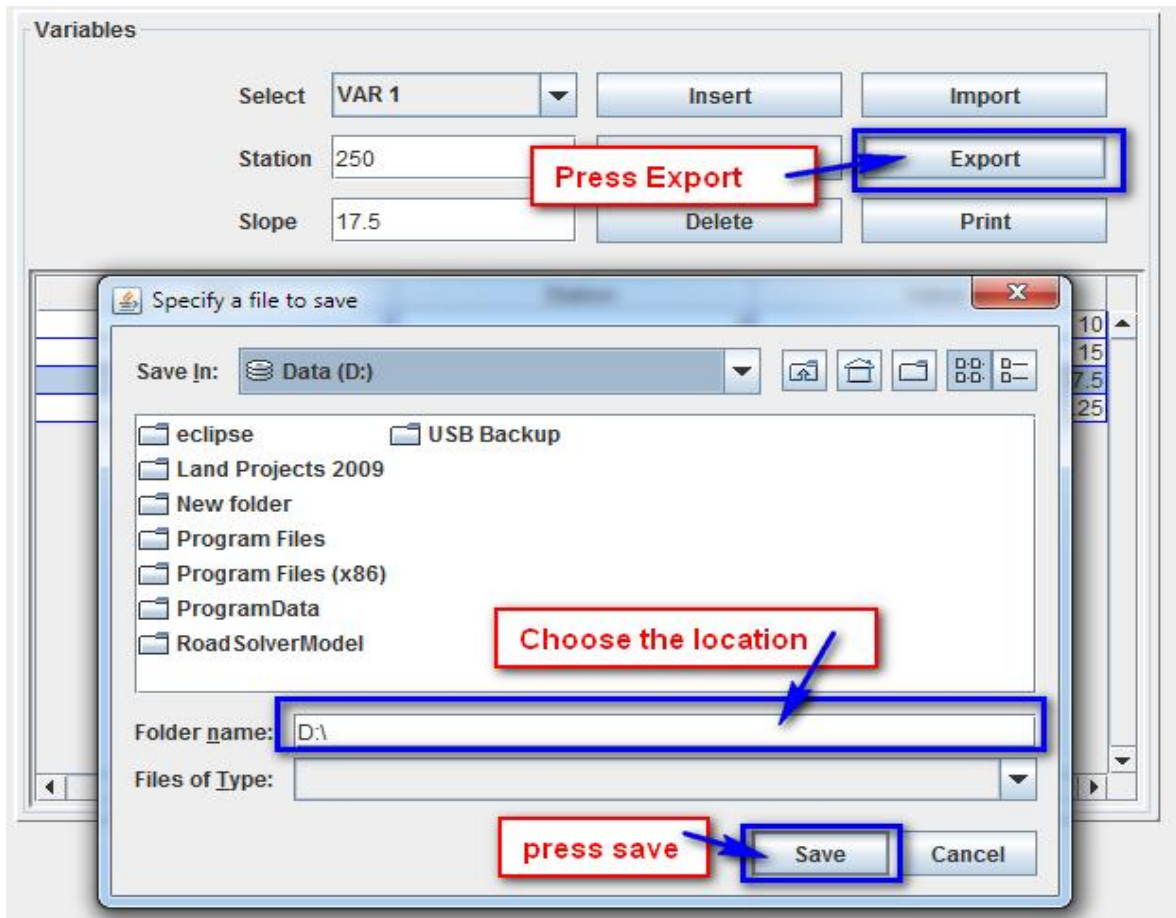 Variables
Select VAR 1 Insert Import
Station 250 Press Export Export
Slope 17.5 Delete Print
Specify a file to save
10
15
7.5
25
Save In: Data (D:)
eclipse USB Backup
Land Projects 2009
New folder
Program Files
Program Files (x86)
ProgramData
RoadSolverModel
Choose the location
Folder name: D:\
Files of Type:
press save Save Cancel